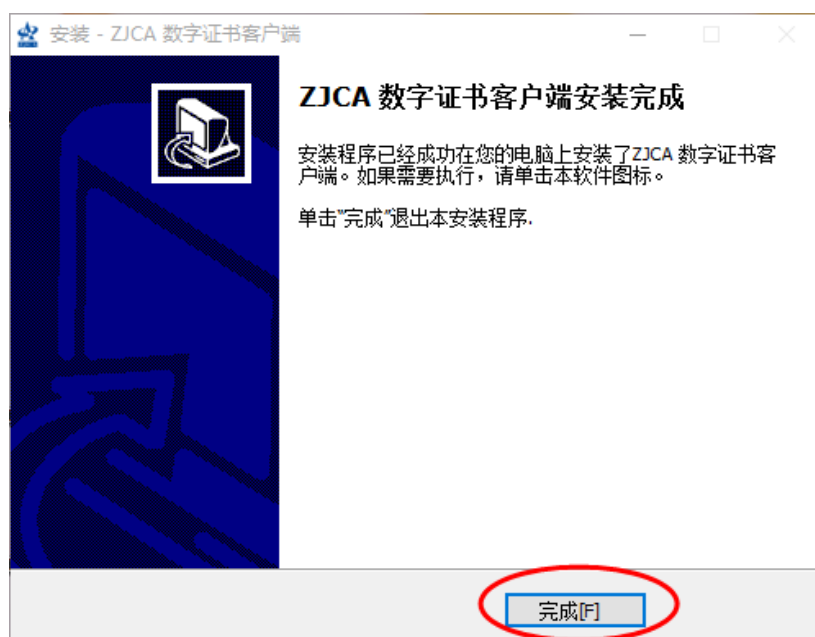 安装 - ZJCA 数字证书客户端
ZJCA 数字证书客户端安装完成
安装程序已经成功在您的电脑上安装了ZJCA 数字证书客
户端。如果需要执行，请单击本软件图标。
单击"完成"退出本安装程序.
完成[F]